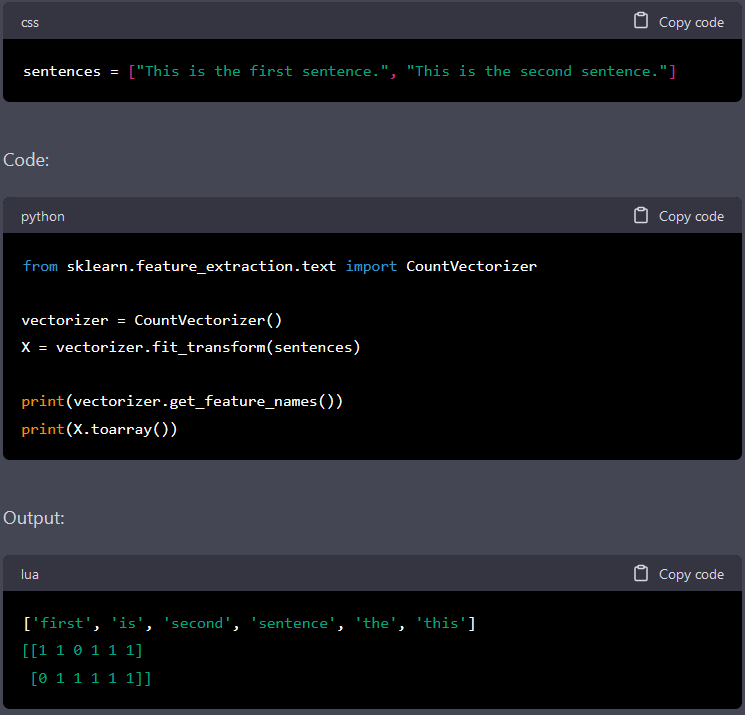 css Copy code
sentences = ["This is the first sentence.", "This is the second sentence."]
Code:
python Copy code
from sklearn.feature_extraction.text import CountVectorizer
vectorizer = CountVectorizer()
X = vectorizer.fit_transform(sentences)
print(vectorizer.get_feature_names())
print(X.toarray())
Output:
lua Copy code
['first', 'is', 'second', 'sentence', 'the', 'this']
[[1 1 0 1 1 1]
 [0 1 1 1 1 1]]